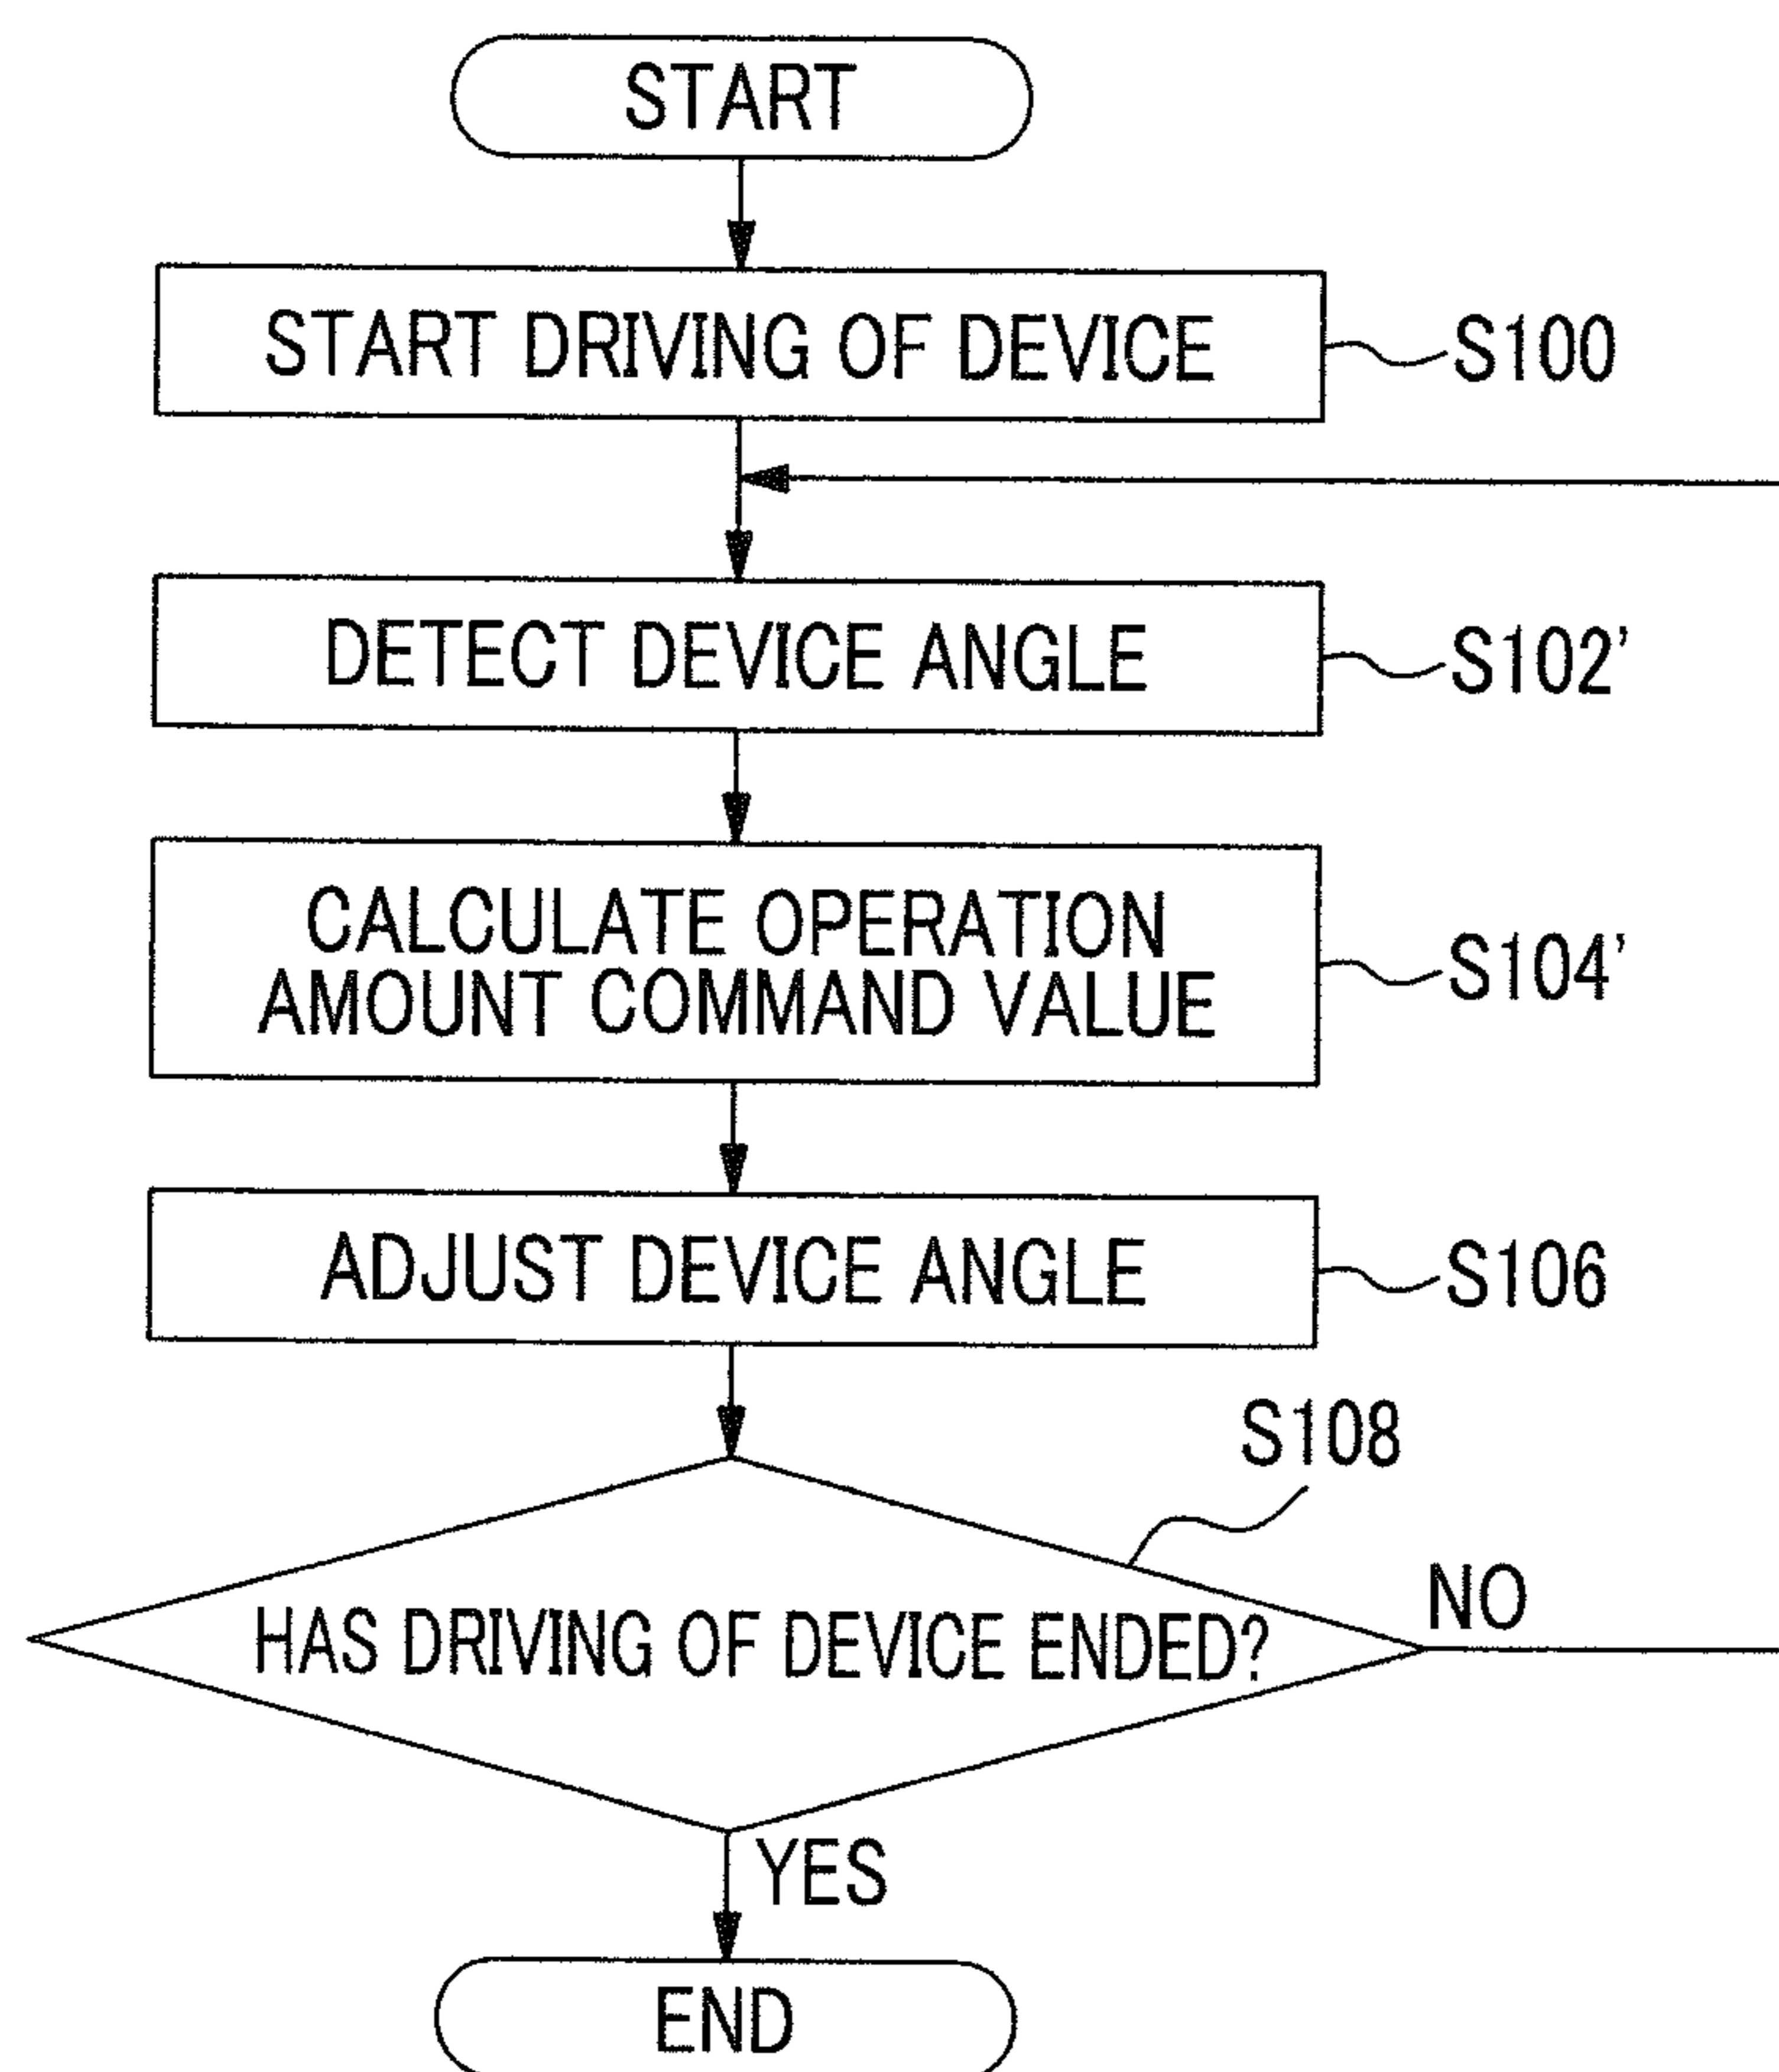 START
START DRIVING OF DEVICE
S100
DETECT DEVICE ANGLE
S102'
CALCULATE OPERATION
AMOUNT COMMAND VALUE
S104'
ADJUST DEVICE ANGLE
S106
S108
HAS DRIVING OF DEVICE ENDED?
NO
YES
END